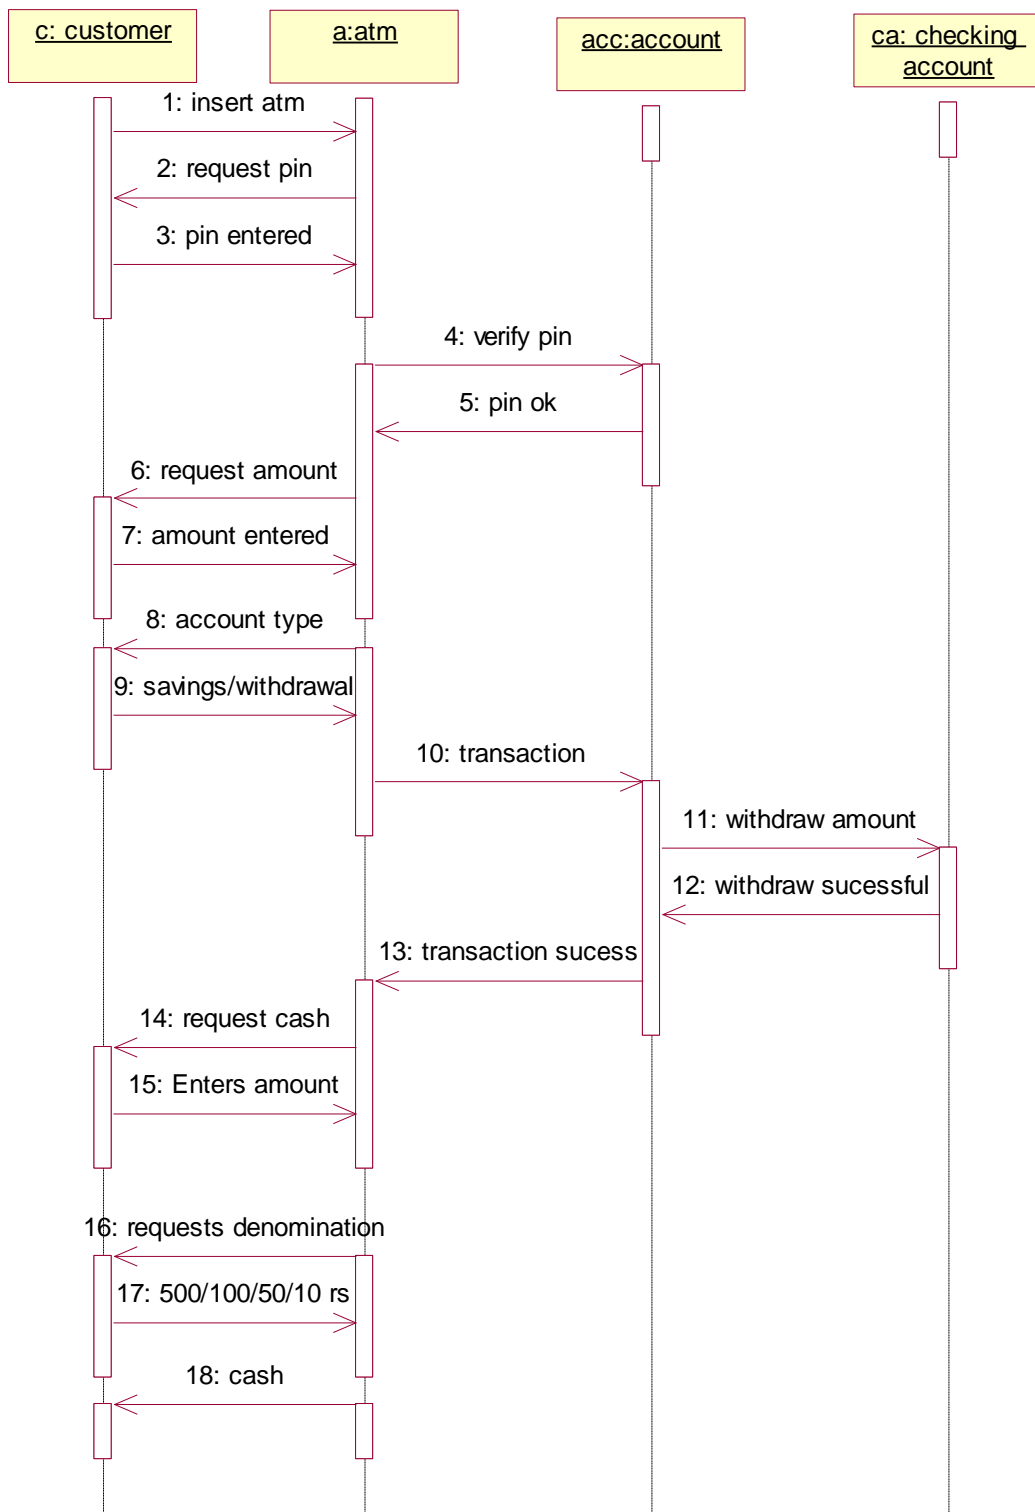 c: customer
a:atm
acc:account
ca: checking
account
1: insert atm
2: request pin
3: pin entered
4: verify pin
5: pin ok
6: request amount
7: amount entered
8: account type
9: savings/withdrawal
10: transaction
11: withdraw amount
12: withdraw sucessful
13: transaction sucess
14: request cash
15: Enters amount
16: requests denomination
17: 500/100/50/10 rs
18: cash